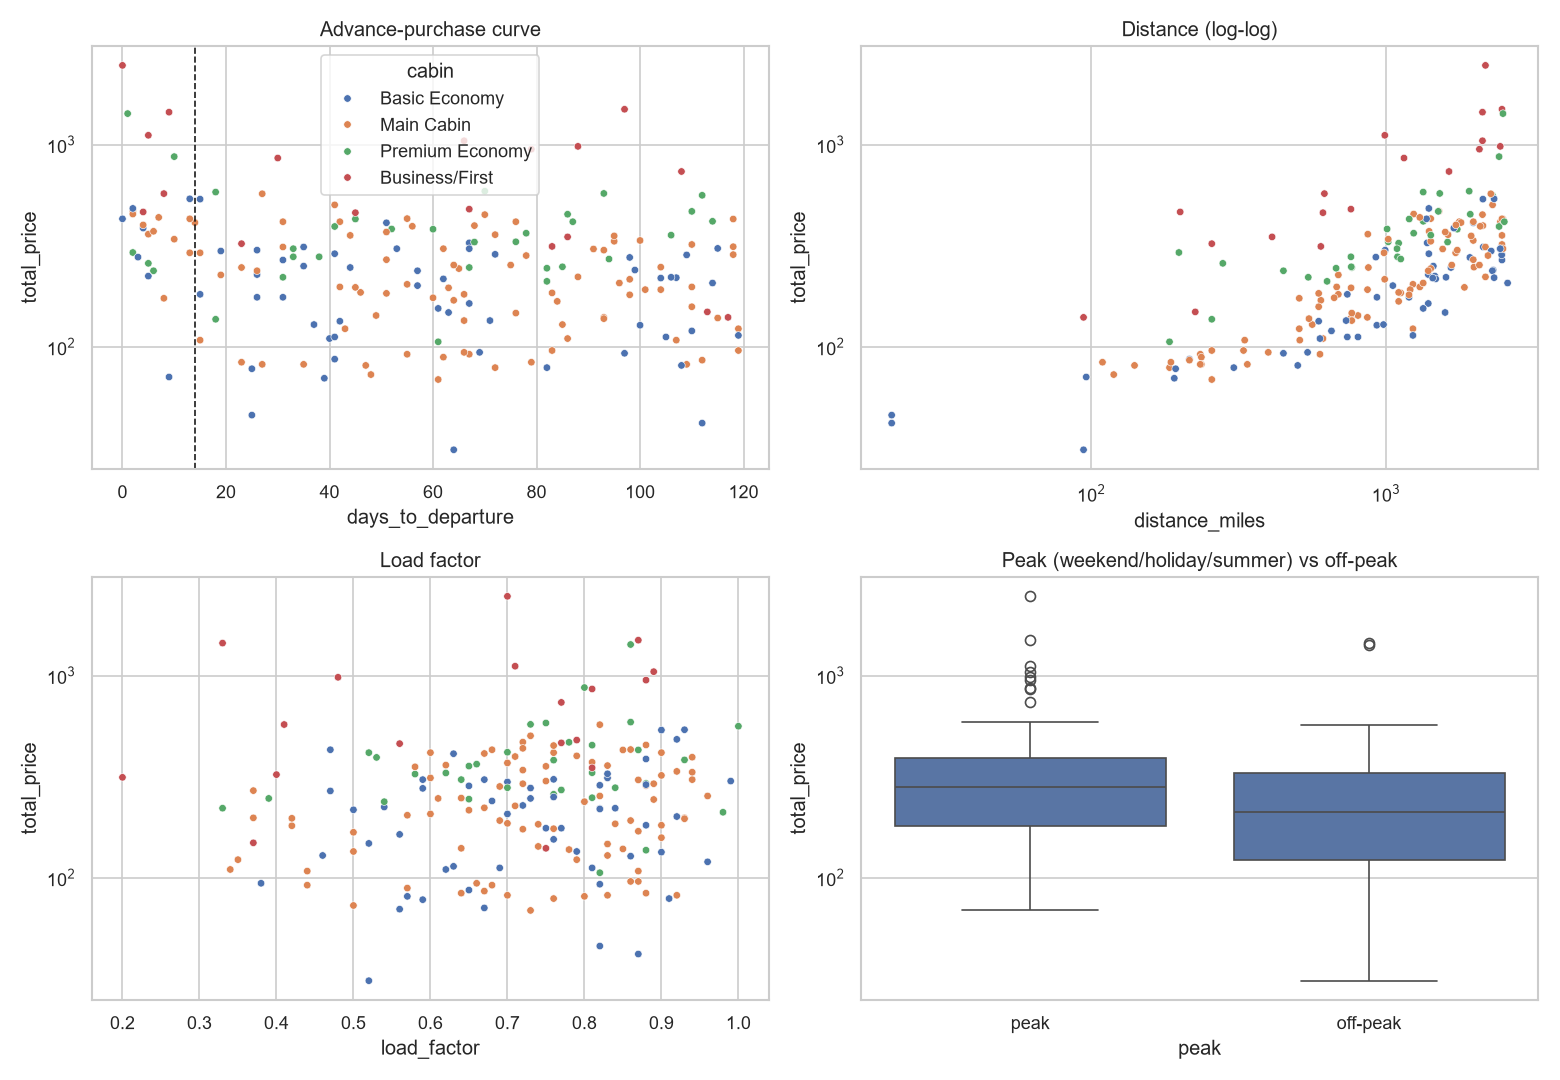 Advance-purchase curve
total_price
10^3
10^2
cabin
Basic Economy
Main Cabin
Premium Economy
Business/First
0 20 40 60 80 100 120
days_to_departure
Distance (log-log)
total_price
10^3
10^2
10^2 10^3
distance_miles
Load factor
total_price
10^3
10^2
0.2 0.3 0.4 0.5 0.6 0.7 0.8 0.9 1.0
load_factor
Peak (weekend/holiday/summer) vs off-peak
total_price
10^3
10^2
peak off-peak
peak